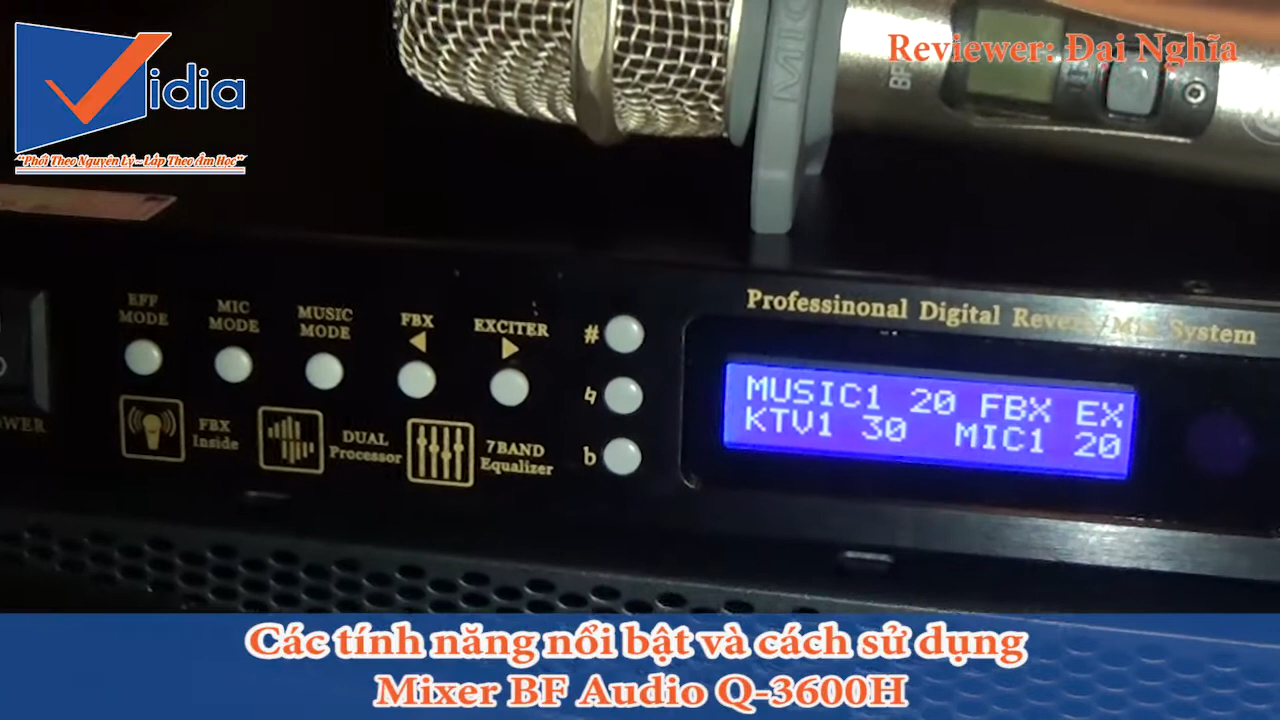 Vidia
“Phối Theo Nguyên Lý - Lắp Theo Âm Học”
Reviewer: Đại Nghĩa
MIC
BF
EFF
MODE
MIC
MODE
MUSIC
MODE
FBX
EXCITER
#
♮
b
FBX
Inside
DUAL
Processor
7BAND
Equalizer
Professinonal Digital Reverb/Mix System
MUSIC1 20 FBX EX
KTV1 30 MIC1 20
Các tính năng nổi bật và cách sử dụng
Mixer BF Audio Q-3600H